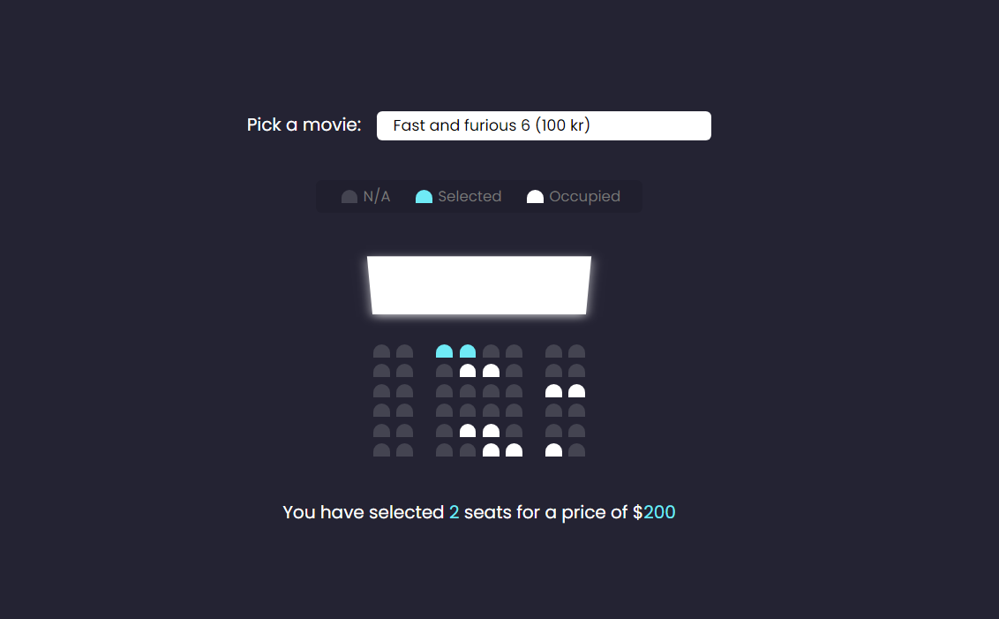 Pick a movie: Fast and furious 6 (100 kr)
N/A Selected Occupied
You have selected 2 seats for a price of $200